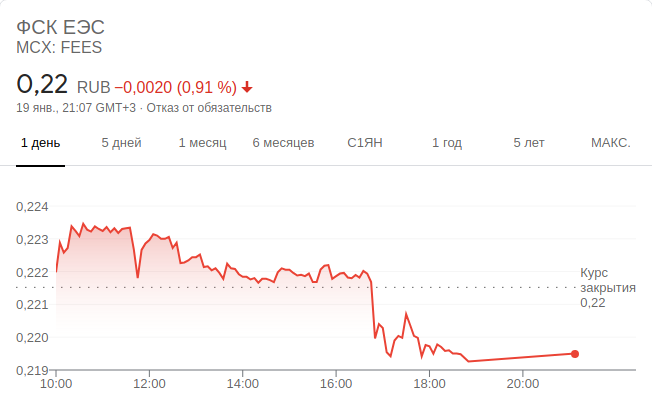 ФСК ЕЭС
MCX: FEES
0,22 RUB −0,0020 (0,91 %)
19 янв., 21:07 GMT+3 · Отказ от обязательств
1 день 5 дней 1 месяц 6 месяцев С1ЯН 1 год 5 лет МАКС.
0,224
0,223
0,222
0,221
0,220
0,219
Курс
закрытия
0,22
10:00 12:00 14:00 16:00 18:00 20:00